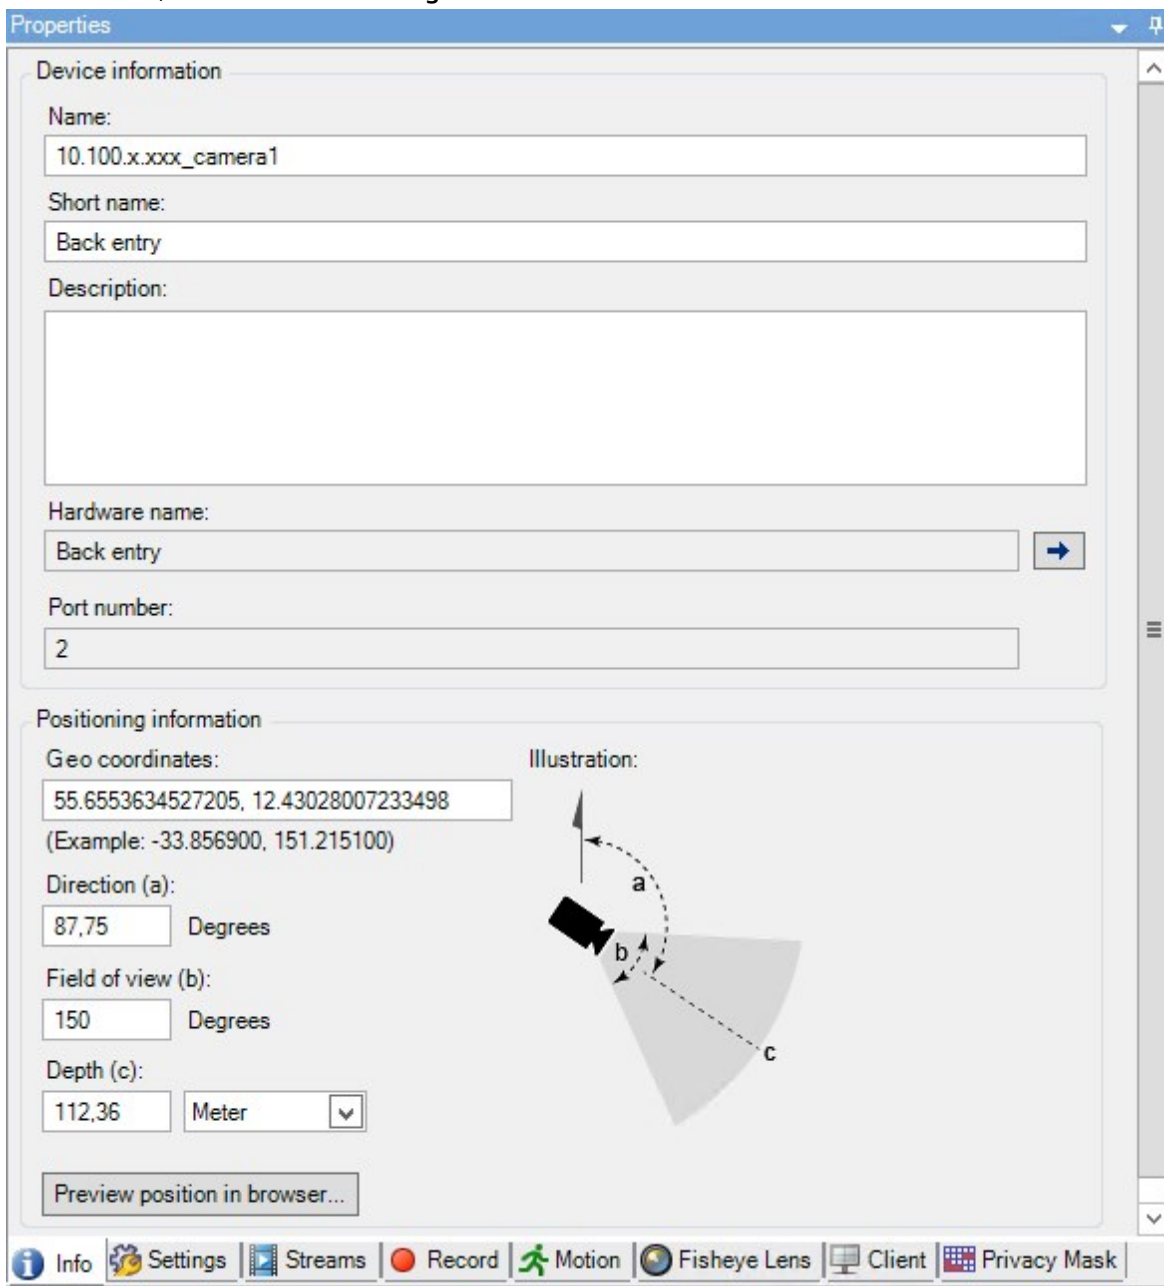 Properties
Device information
Name:
10.100.x.xxx_camera1
Short name:
Back entry
Description:
Hardware name:
Back entry
Port number:
2
Positioning information
Geo coordinates:
Illustration:
55.6553634527205, 12.43028007233498
(Example: -33.856900, 151.215100)
Direction (a):
87,75 Degrees
Field of view (b):
150 Degrees
Depth (c):
112,36 Meter
a
b
c
Preview position in browser...
Info Settings Streams Record Motion Fisheye Lens Client Privacy Mask